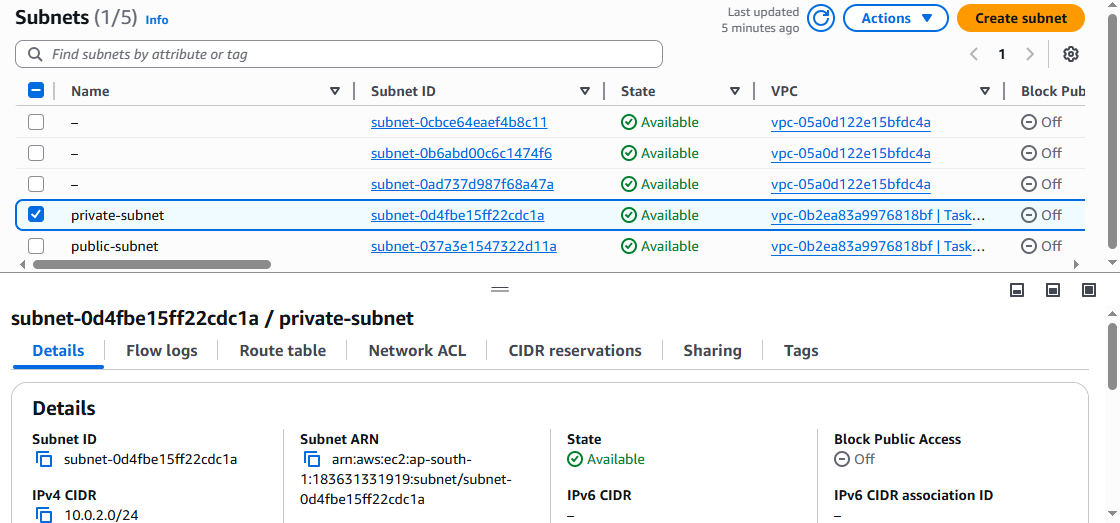 Subnets (1/5) Info
Last updated
5 minutes ago
Actions
Create subnet
Find subnets by attribute or tag
1
Name Subnet ID State VPC Block Pub
– subnet-0cbce64eaef4b8c11 Available vpc-05a0d122e15bfdc4a Off
– subnet-0b6abd00c6c1474f6 Available vpc-05a0d122e15bfdc4a Off
– subnet-0ad737d987f68a47a Available vpc-05a0d122e15bfdc4a Off
private-subnet subnet-0d4fbe15ff22cdc1a Available vpc-0b2ea83a9976818bf | Task... Off
public-subnet subnet-037a3e1547322d11a Available vpc-0b2ea83a9976818bf | Task... Off
subnet-0d4fbe15ff22cdc1a / private-subnet
Details Flow logs Route table Network ACL CIDR reservations Sharing Tags
Details
Subnet ID
subnet-0d4fbe15ff22cdc1a
IPv4 CIDR
10.0.2.0/24
Subnet ARN
arn:aws:ec2:ap-south-
1:183631331919:subnet/subnet-
0d4fbe15ff22cdc1a
State
Available
IPv6 CIDR
–
Block Public Access
Off
IPv6 CIDR association ID
–